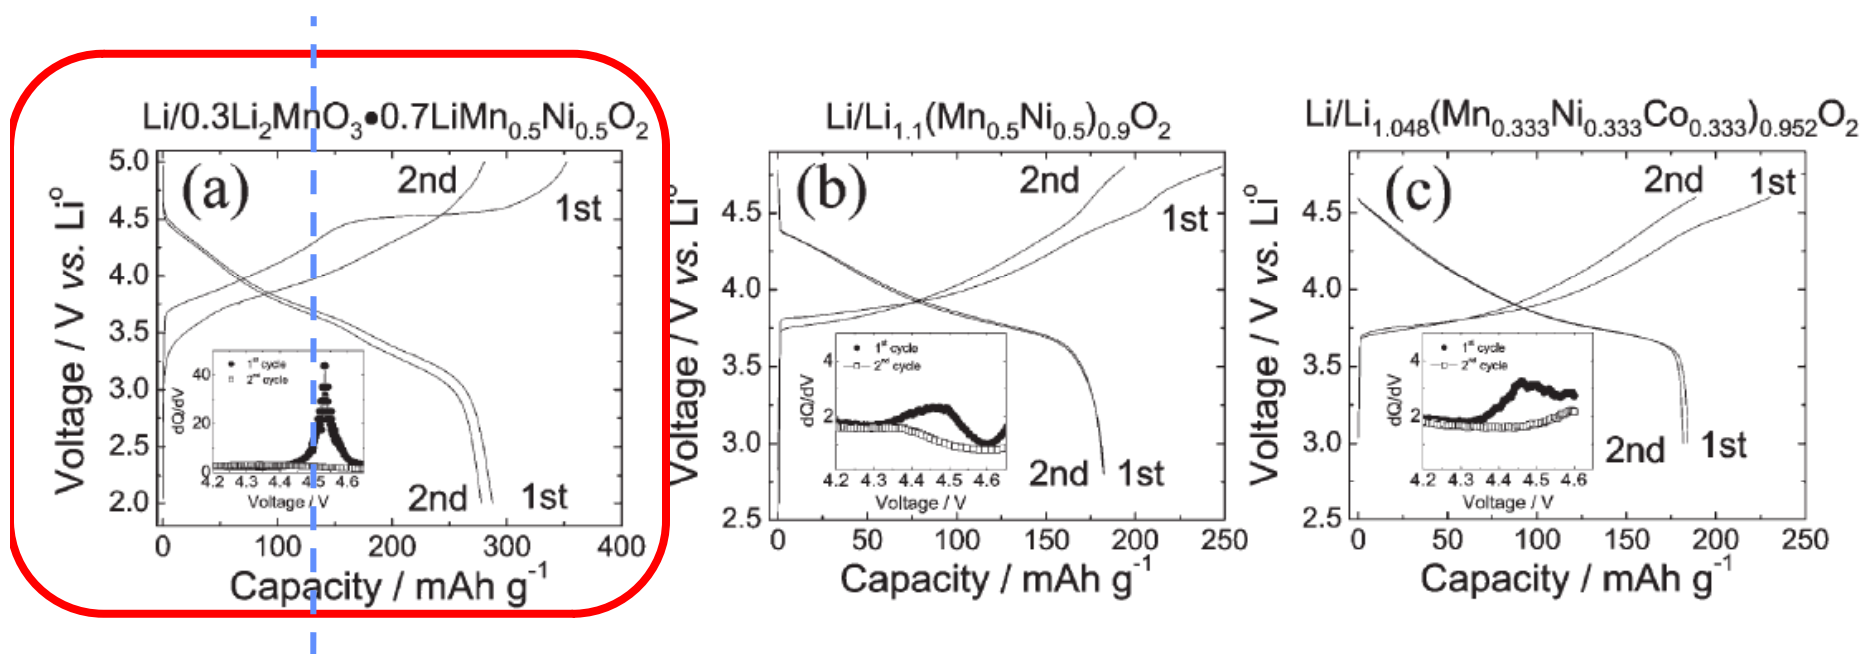 Li/0.3Li₂MnO₃•0.7LiMn₀.₅Ni₀.₅O₂
(a)
2nd
1st
5.0
4.5
4.0
3.5
3.0
2.5
2.0
Voltage / V vs. Li°
1st cycle
2nd cycle
40
20
0
dQ/dV
4.2 4.3 4.4 4.5 4.6
Voltage / V
2nd
1st
0 100 200 300 400
Capacity / mAh g⁻¹
Li/Li₁.₁(Mn₀.₅Ni₀.₅)₀.₉O₂
(b)
2nd
1st
4.5
4.0
3.5
3.0
2.5
Voltage / V vs. Li°
1st cycle
2nd cycle
4
2
dQ/dV
4.2 4.3 4.4 4.5 4.6
Voltage / V
2nd 1st
0 50 100 150 200 250
Capacity / mAh g⁻¹
Li/Li₁.₀₄₈(Mn₀.₃₃₃Ni₀.₃₃₃Co₀.₃₃₃)₀.₉₅₂O₂
(c)
2nd
1st
4.5
4.0
3.5
3.0
2.5
Voltage / V vs. Li°
1st cycle
2nd cycle
4
2
dQ/dV
4.2 4.3 4.4 4.5 4.6
Voltage / V
2nd 1st
0 50 100 150 200 250
Capacity / mAh g⁻¹